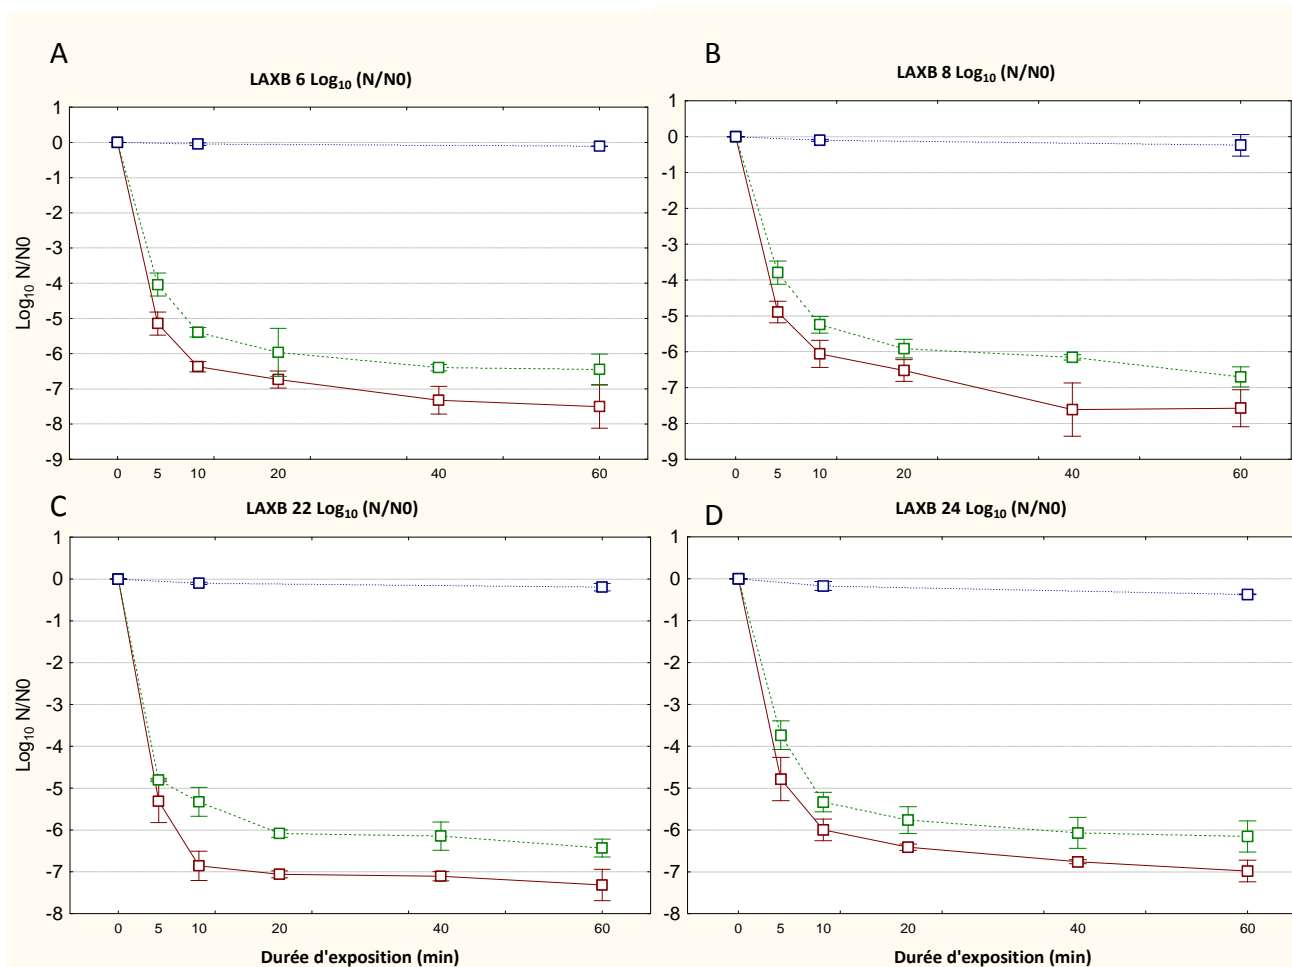 A
LAXB 6 Log₁₀ (N/N0)
Log₁₀ N/N0
1
0
-1
-2
-3
-4
-5
-6
-7
-8
-9
0 5 10 20 40 60
B
LAXB 8 Log₁₀ (N/N0)
1
0
-1
-2
-3
-4
-5
-6
-7
-8
-9
0 5 10 20 40 60
C
LAXB 22 Log₁₀ (N/N0)
Log₁₀ N/N0
1
0
-1
-2
-3
-4
-5
-6
-7
-8
0 5 10 20 40 60
Durée d'exposition (min)
D
LAXB 24 Log₁₀ (N/N0)
1
0
-1
-2
-3
-4
-5
-6
-7
-8
0 5 10 20 40 60
Durée d'exposition (min)